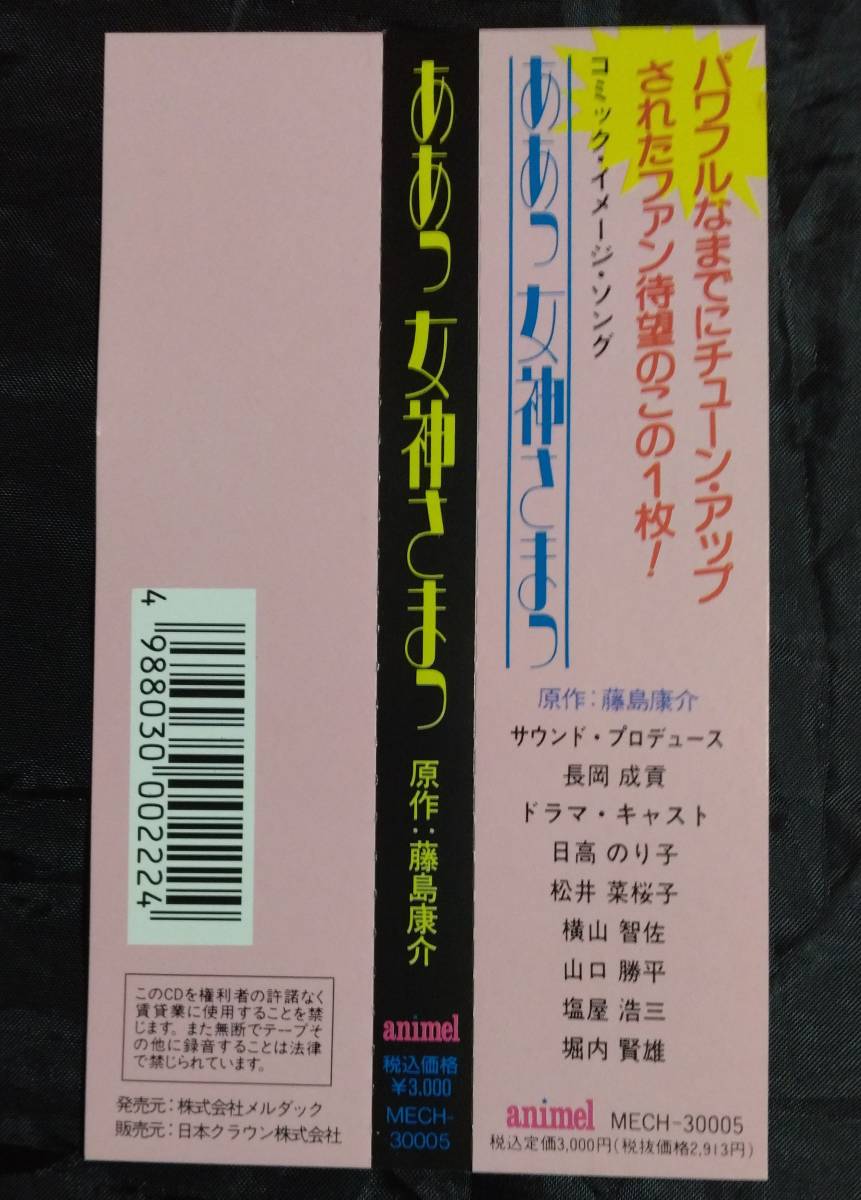 パワフルなまでにチューン・アップ
されたファン待望のこの1枚!
コミック・イメージ・ソング
ああっ女神さまっ
原作:藤島康介
サウンド・プロデュース
長岡 成貢
ドラマ・キャスト
日高 のり子
松井 菜桜子
横山 智佐
山口 勝平
塩屋 浩三
堀内 賢雄
animel MECH-30005
税込定価3,000円(税抜価格2,913円)
ああっ女神さまっ 原作:藤島康介
animel
税込価格
¥3,000
MECH-
30005
4 988030 002224
このCDを権利者の許諾なく
賃貸業に使用することを禁
じます。また無断でテープそ
の他に録音することは法律
で禁じられています。
発売元:株式会社メルダック
販売元:日本クラウン株式会社